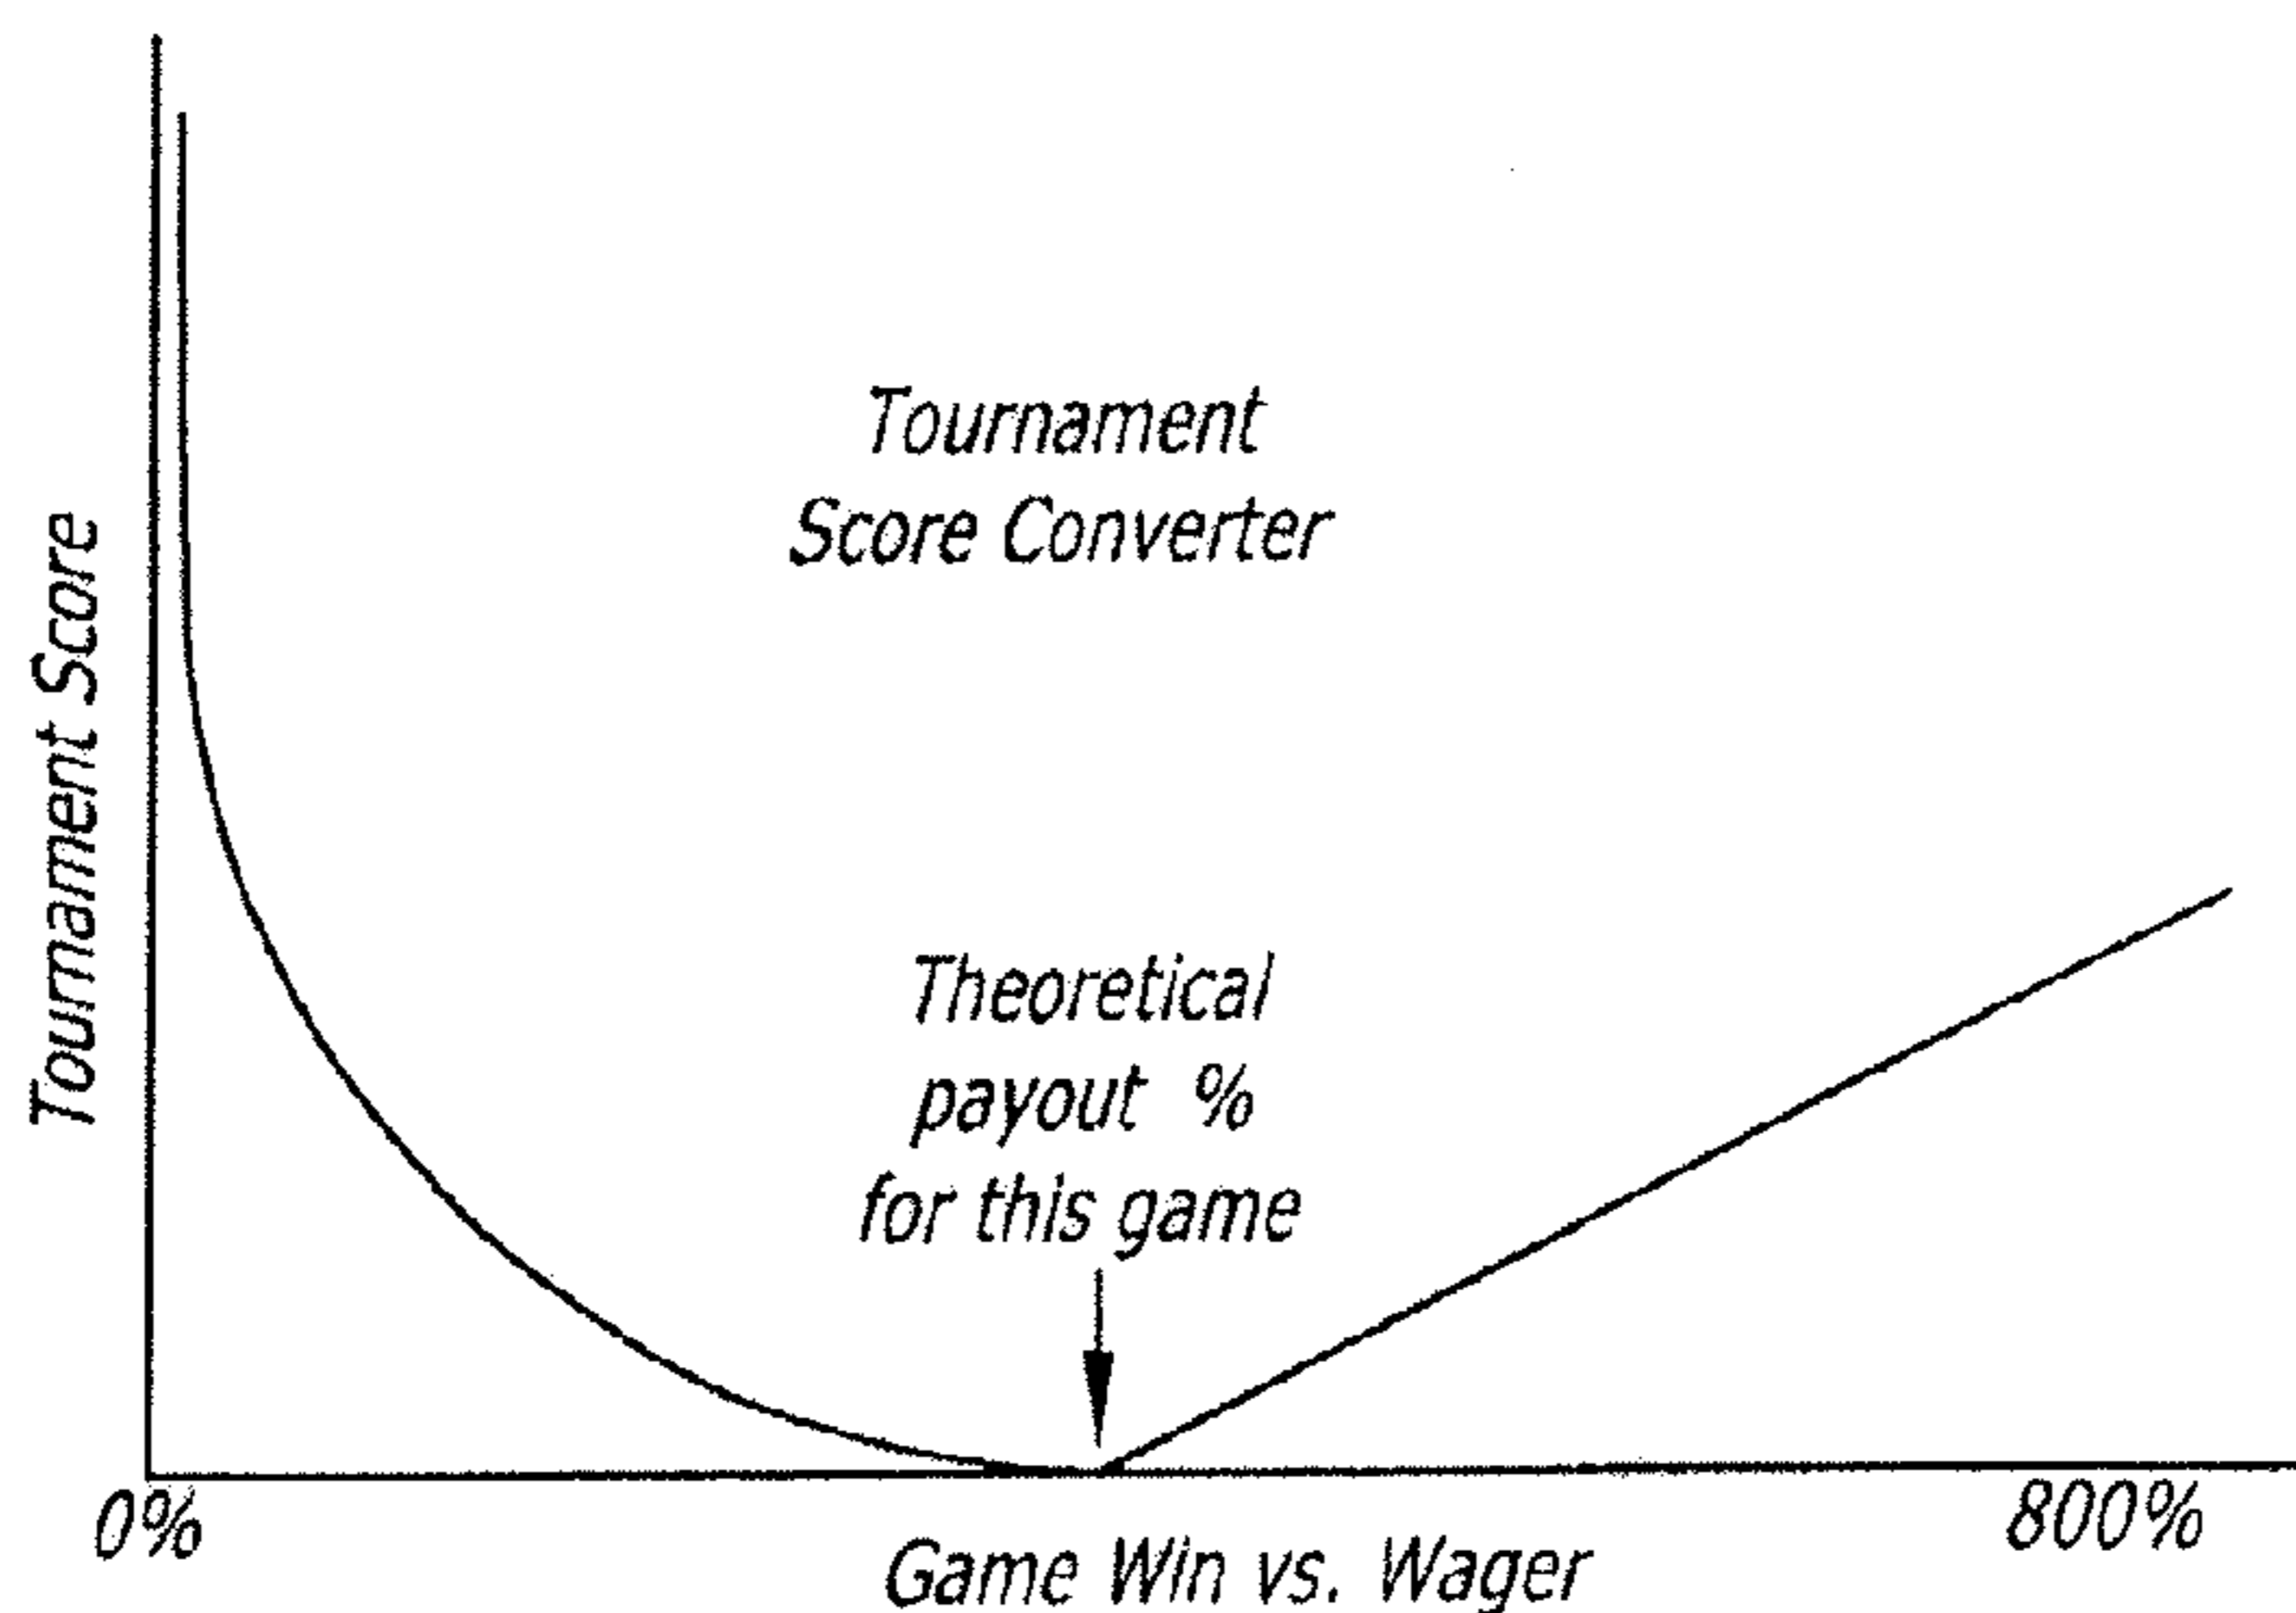 Tournament
Score Converter
Tournament Score
Theoretical
payout %
for this game
0%
800%
Game Win vs. Wager